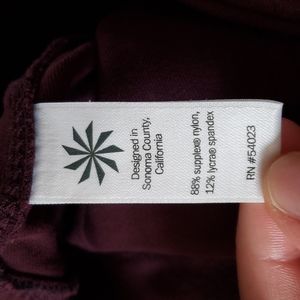 Designed in
Sonoma County,
California
88% supplex® nylon,
12% lycra® spandex
RN #54023